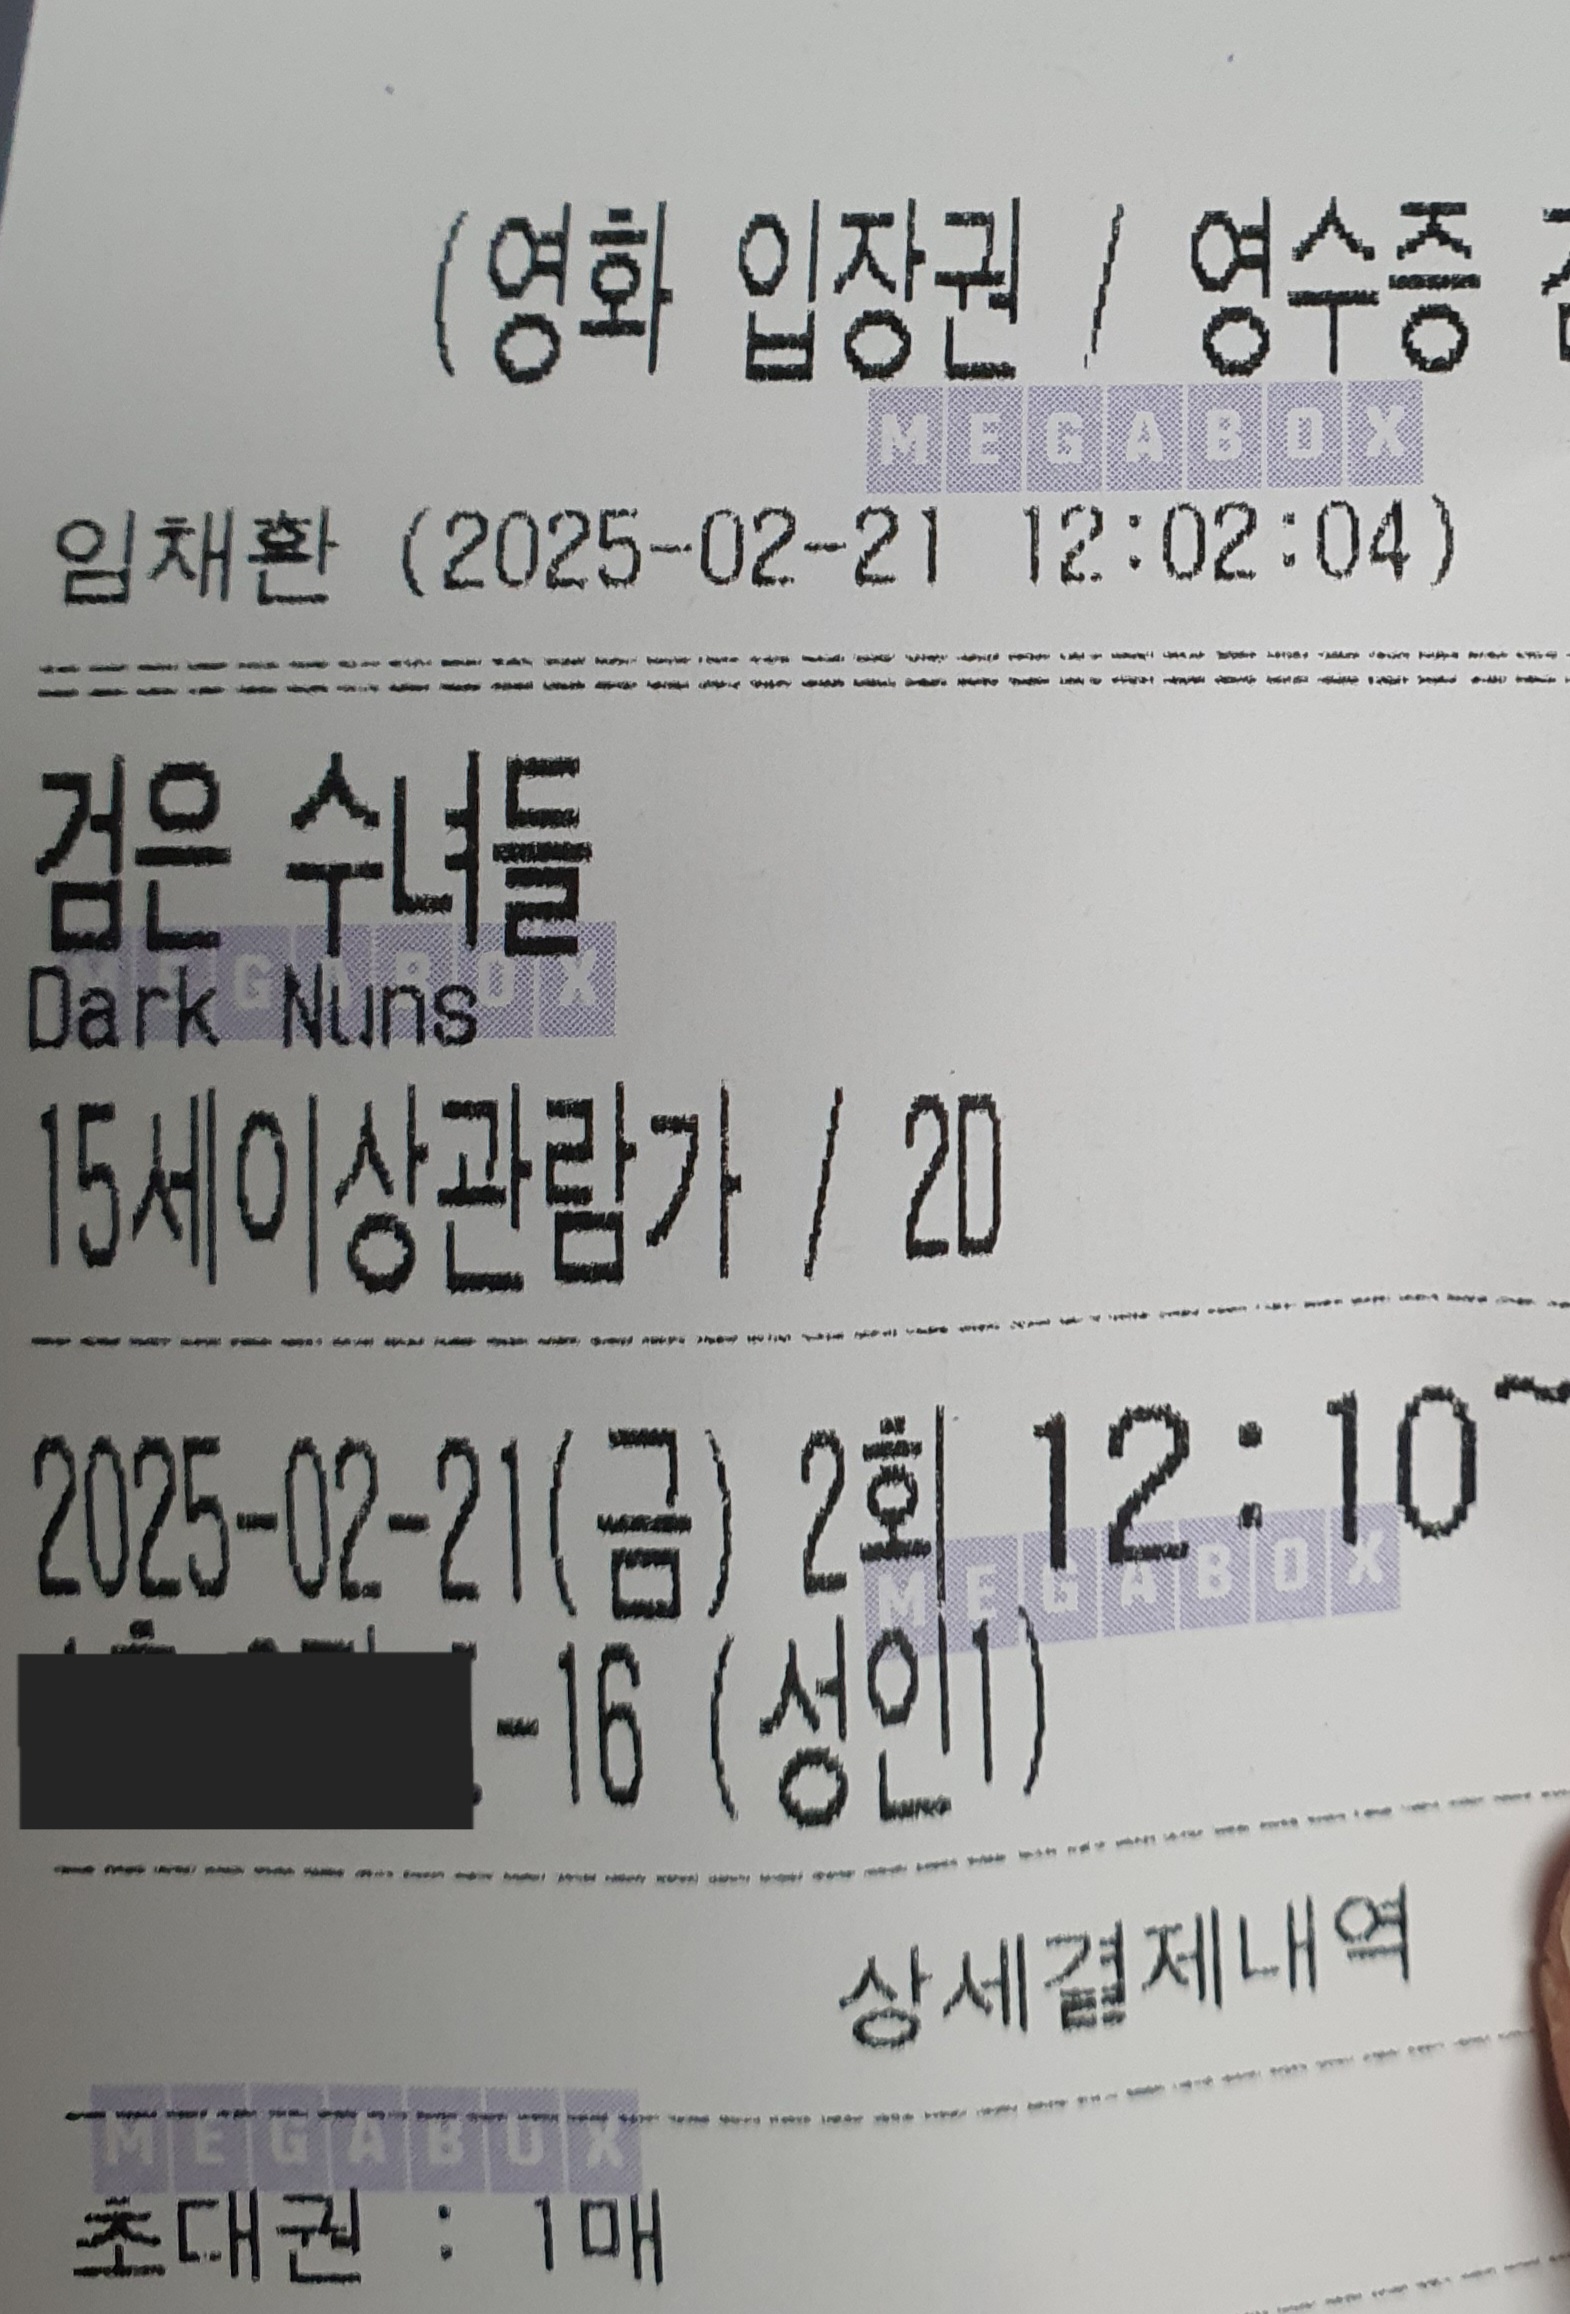 (영화 입장권 / 영수증
MEGABOX
임채환 (2025-02-21 12:02:04)
검은 수녀들
MEGABOX
Dark Nuns
15세이상관람가 / 2D
2025-02-21(금) 2회 12:10~
MEGABOX
-16 (성인1)
상세결제내역
MEGABOX
초대권 : 1매